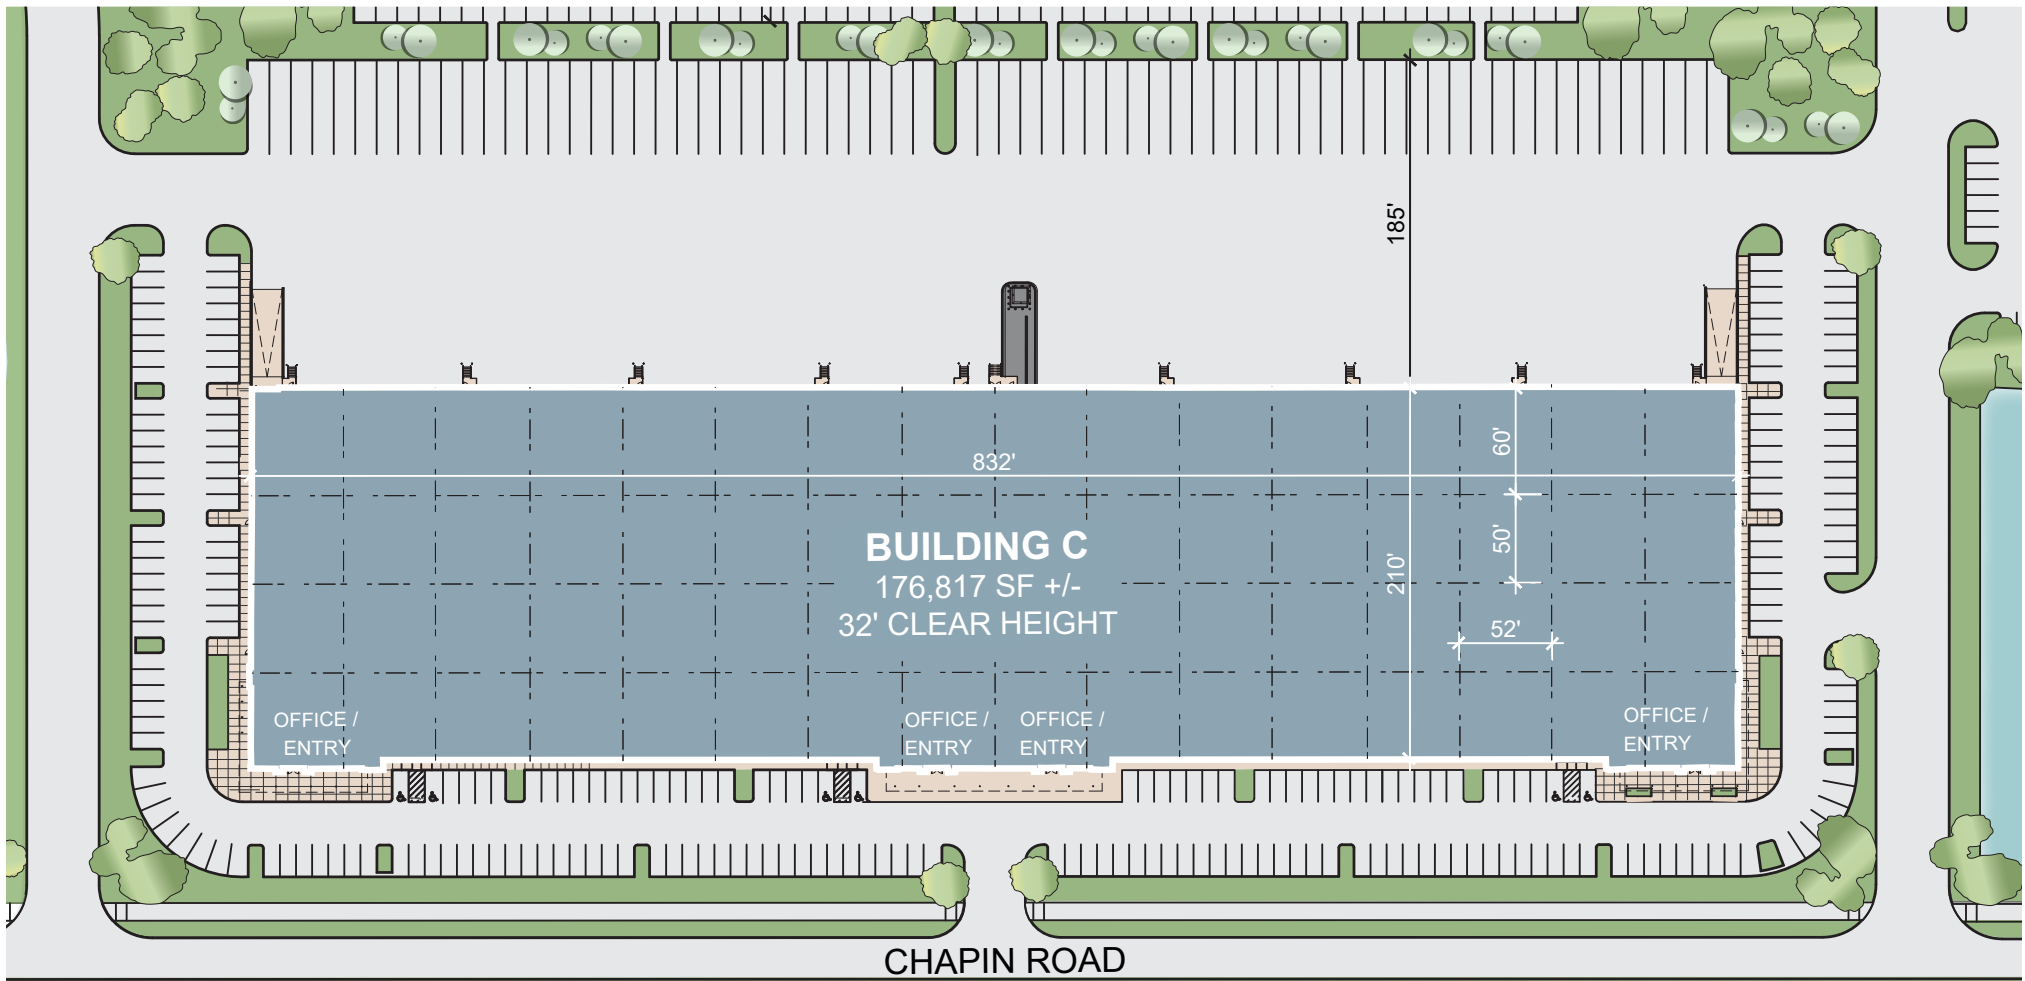 185'
60'
832'
50'
BUILDING C
176,817 SF +/-
32' CLEAR HEIGHT
210'
52'
OFFICE /
ENTRY
OFFICE /
ENTRY
OFFICE /
ENTRY
OFFICE /
ENTRY
CHAPIN ROAD